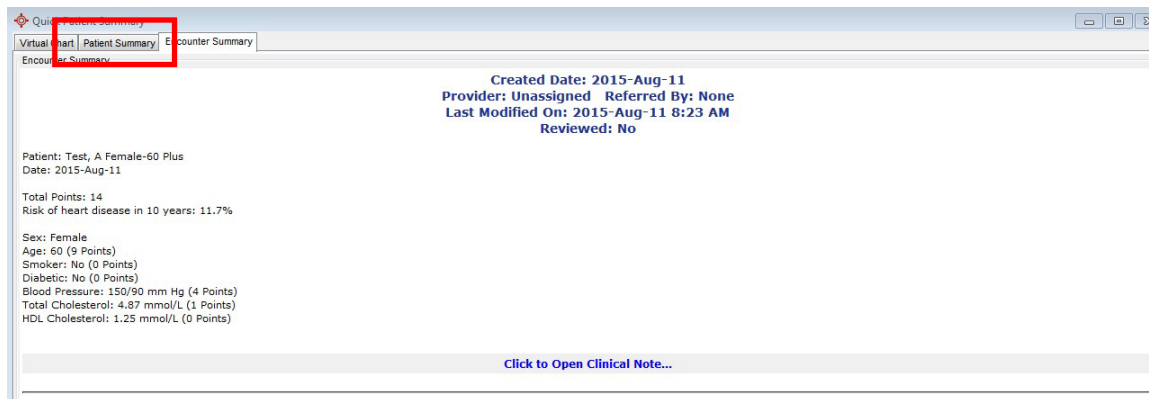 Quick Patient Summary
Virtual Chart Patient Summary Encounter Summary
Encounter Summary
Created Date: 2015-Aug-11
Provider: Unassigned Referred By: None
Last Modified On: 2015-Aug-11 8:23 AM
Reviewed: No
Patient: Test, A Female-60 Plus
Date: 2015-Aug-11
Total Points: 14
Risk of heart disease in 10 years: 11.7%
Sex: Female
Age: 60 (9 Points)
Smoker: No (0 Points)
Diabetic: No (0 Points)
Blood Pressure: 150/90 mm Hg (4 Points)
Total Cholesterol: 4.87 mmol/L (1 Points)
HDL Cholesterol: 1.25 mmol/L (0 Points)
Click to Open Clinical Note...